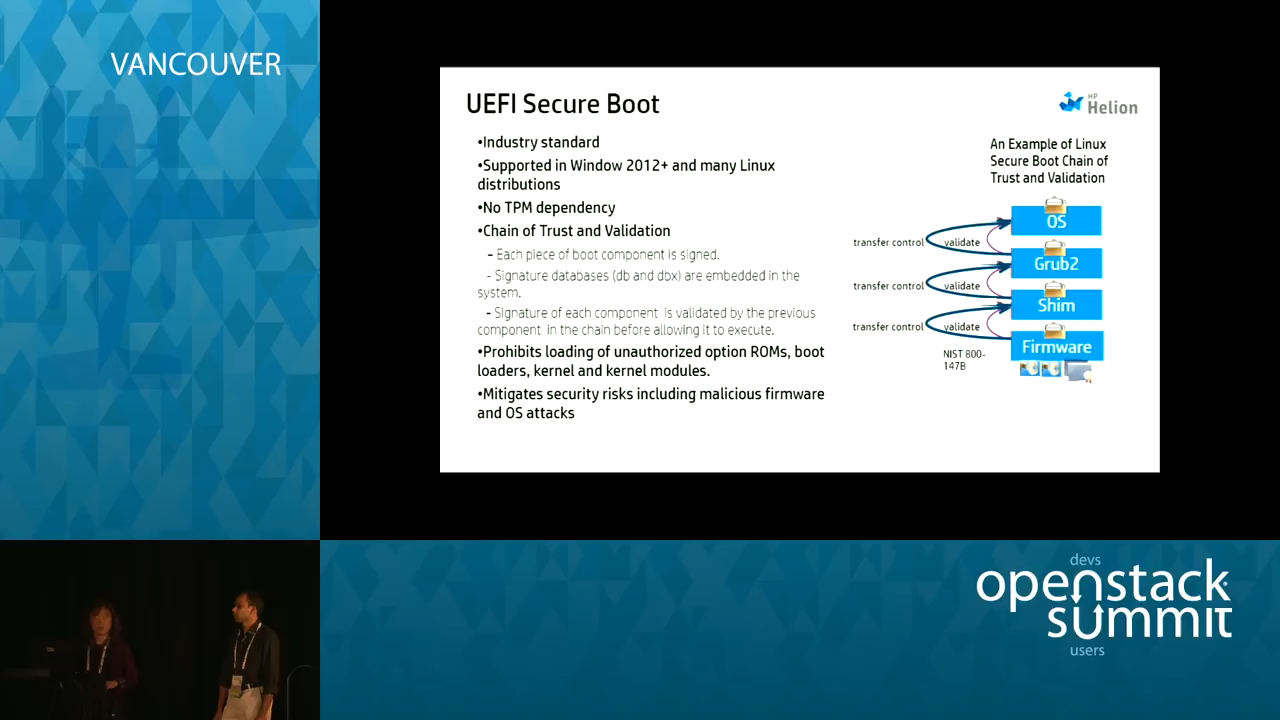 VANCOUVER
UEFI Secure Boot
HP
Helion
•Industry standard
•Supported in Window 2012+ and many Linux
distributions
•No TPM dependency
•Chain of Trust and Validation
- Each piece of boot component is signed.
- Signature databases (db and dbx) are embedded in the
system.
- Signature of each component is validated by the previous
component in the chain before allowing it to execute.
•Prohibits loading of unauthorized option ROMs, boot
loaders, kernel and kernel modules.
•Mitigates security risks including malicious firmware
and OS attacks
An Example of Linux
Secure Boot Chain of
Trust and Validation
OS
transfer control
validate
Grub2
transfer control
validate
Shim
transfer control
validate
Firmware
NIST 800-
147B
devs
openstack
summit
users